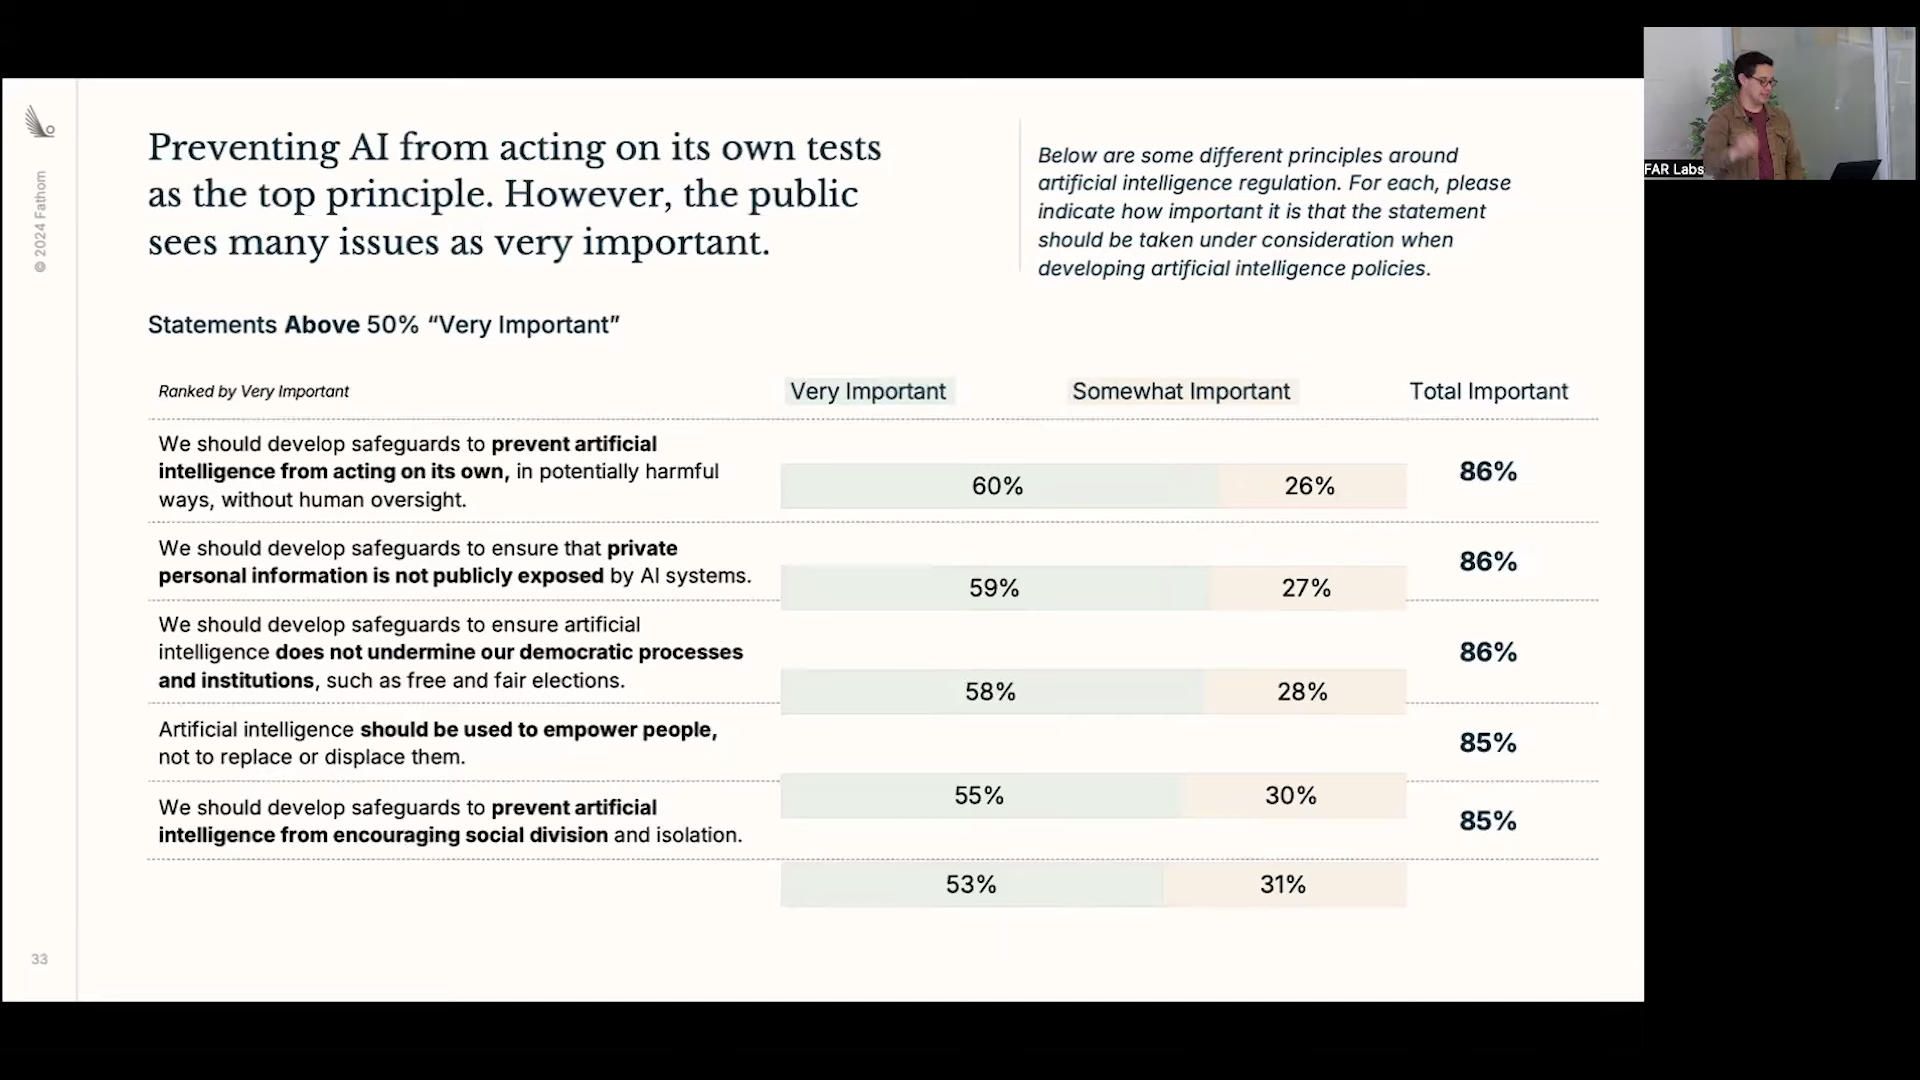 FAR Labs
© 2024 Fathom
Preventing AI from acting on its own tests
as the top principle. However, the public
sees many issues as very important.
Below are some different principles around
artificial intelligence regulation. For each, please
indicate how important it is that the statement
should be taken under consideration when
developing artificial intelligence policies.
Statements Above 50% “Very Important”
Ranked by Very Important
Very Important
Somewhat Important
Total Important
We should develop safeguards to prevent artificial
intelligence from acting on its own, in potentially harmful
ways, without human oversight.
60%
26%
86%
We should develop safeguards to ensure that private
personal information is not publicly exposed by AI systems.
59%
27%
86%
We should develop safeguards to ensure artificial
intelligence does not undermine our democratic processes
and institutions, such as free and fair elections.
58%
28%
86%
Artificial intelligence should be used to empower people,
not to replace or displace them.
55%
30%
85%
We should develop safeguards to prevent artificial
intelligence from encouraging social division and isolation.
53%
31%
85%
33